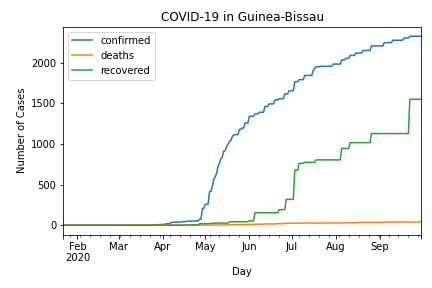 COVID-19 in Guinea-Bissau
confirmed
deaths
recovered
Number of Cases
2000
1500
1000
500
0
Feb Mar Apr May Jun Jul Aug Sep
2020
Day